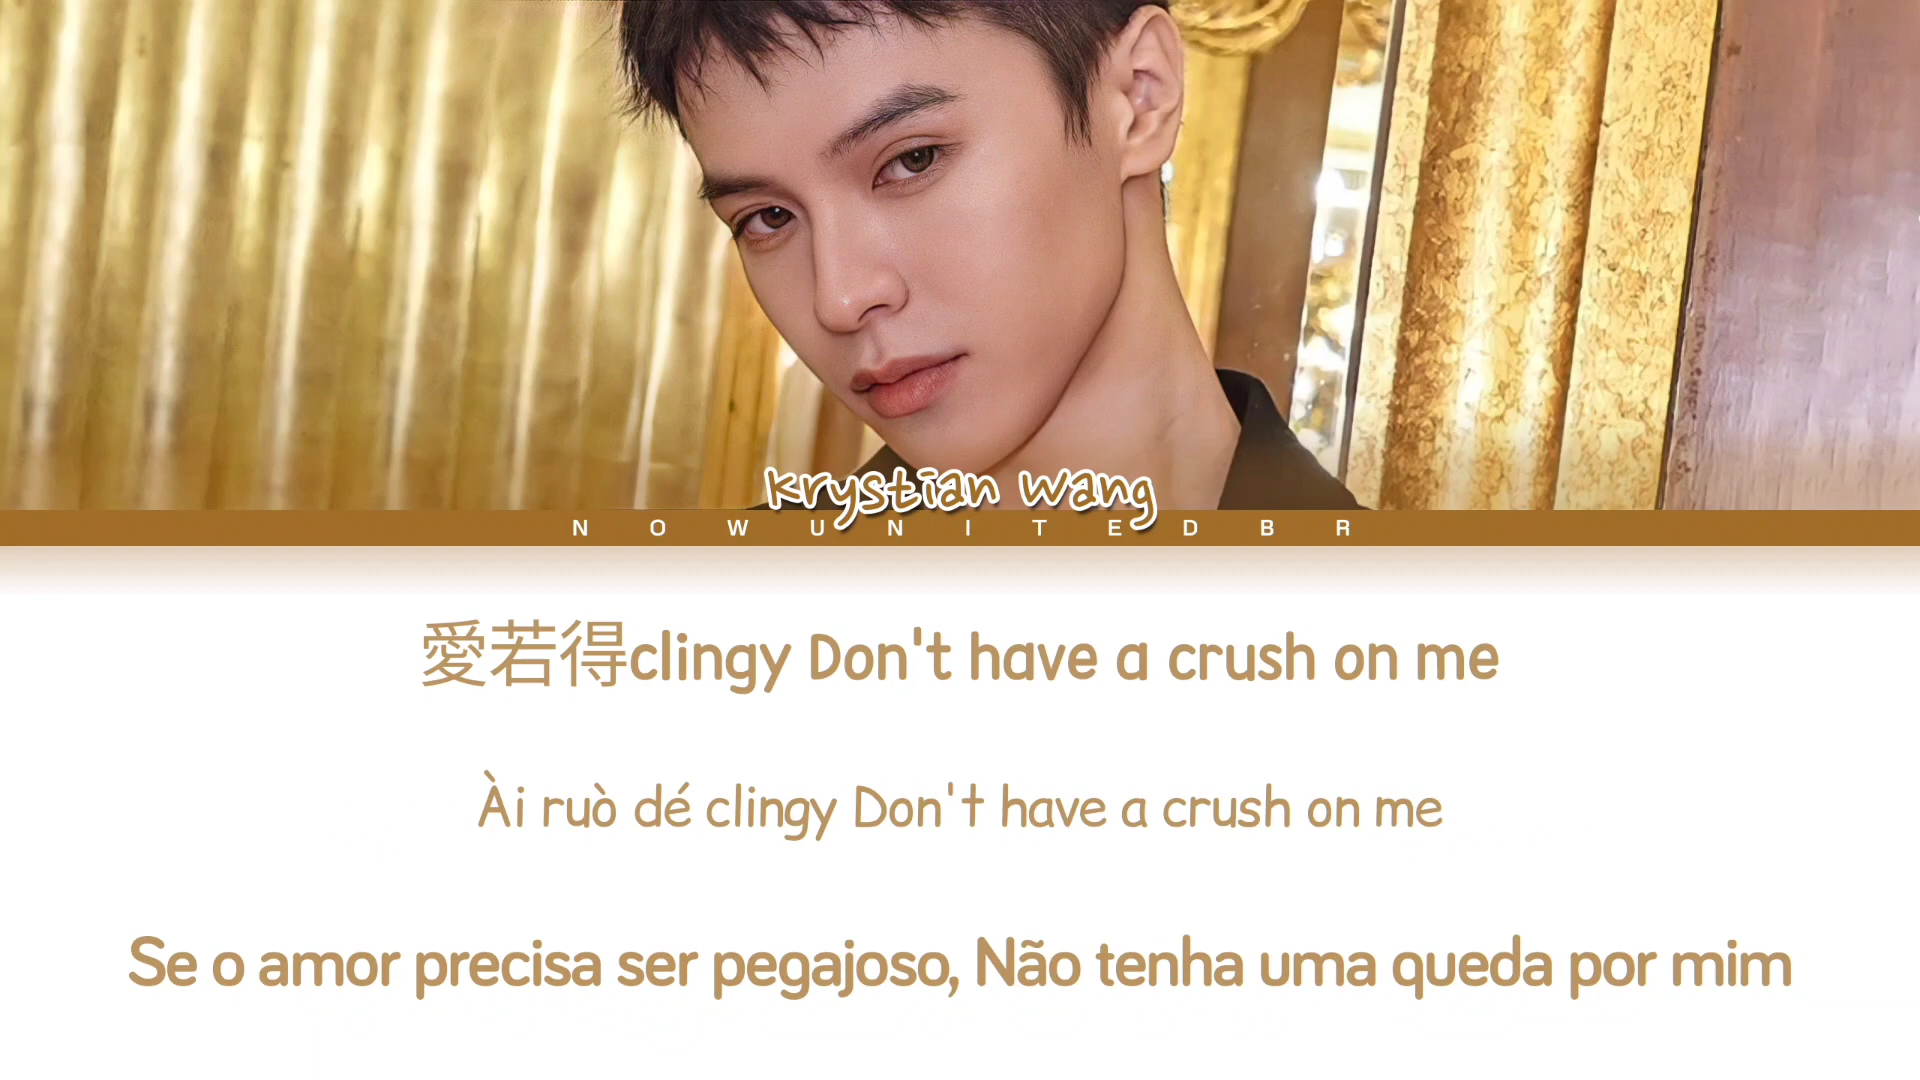 Krystian Wang
NOWUNITEDBR
愛若得clingy Don't have a crush on me
Ài ruò dé clingy Don't have a crush on me
Se o amor precisa ser pegajoso, Não tenha uma queda por mim